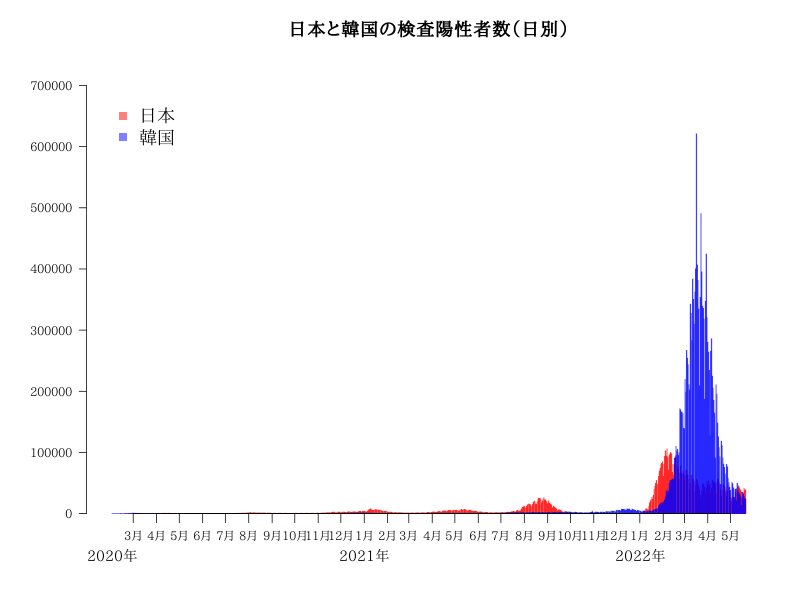 日本と韓国の検査陽性者数（日別）
700000
日本
韓国
600000
500000
400000
300000
200000
100000
0
3月 4月 5月 6月 7月 8月 9月 10月 11月 12月 1月 2月 3月 4月 5月 6月 7月 8月 9月 10月 11月 12月 1月 2月 3月 4月 5月
2020年 2021年 2022年